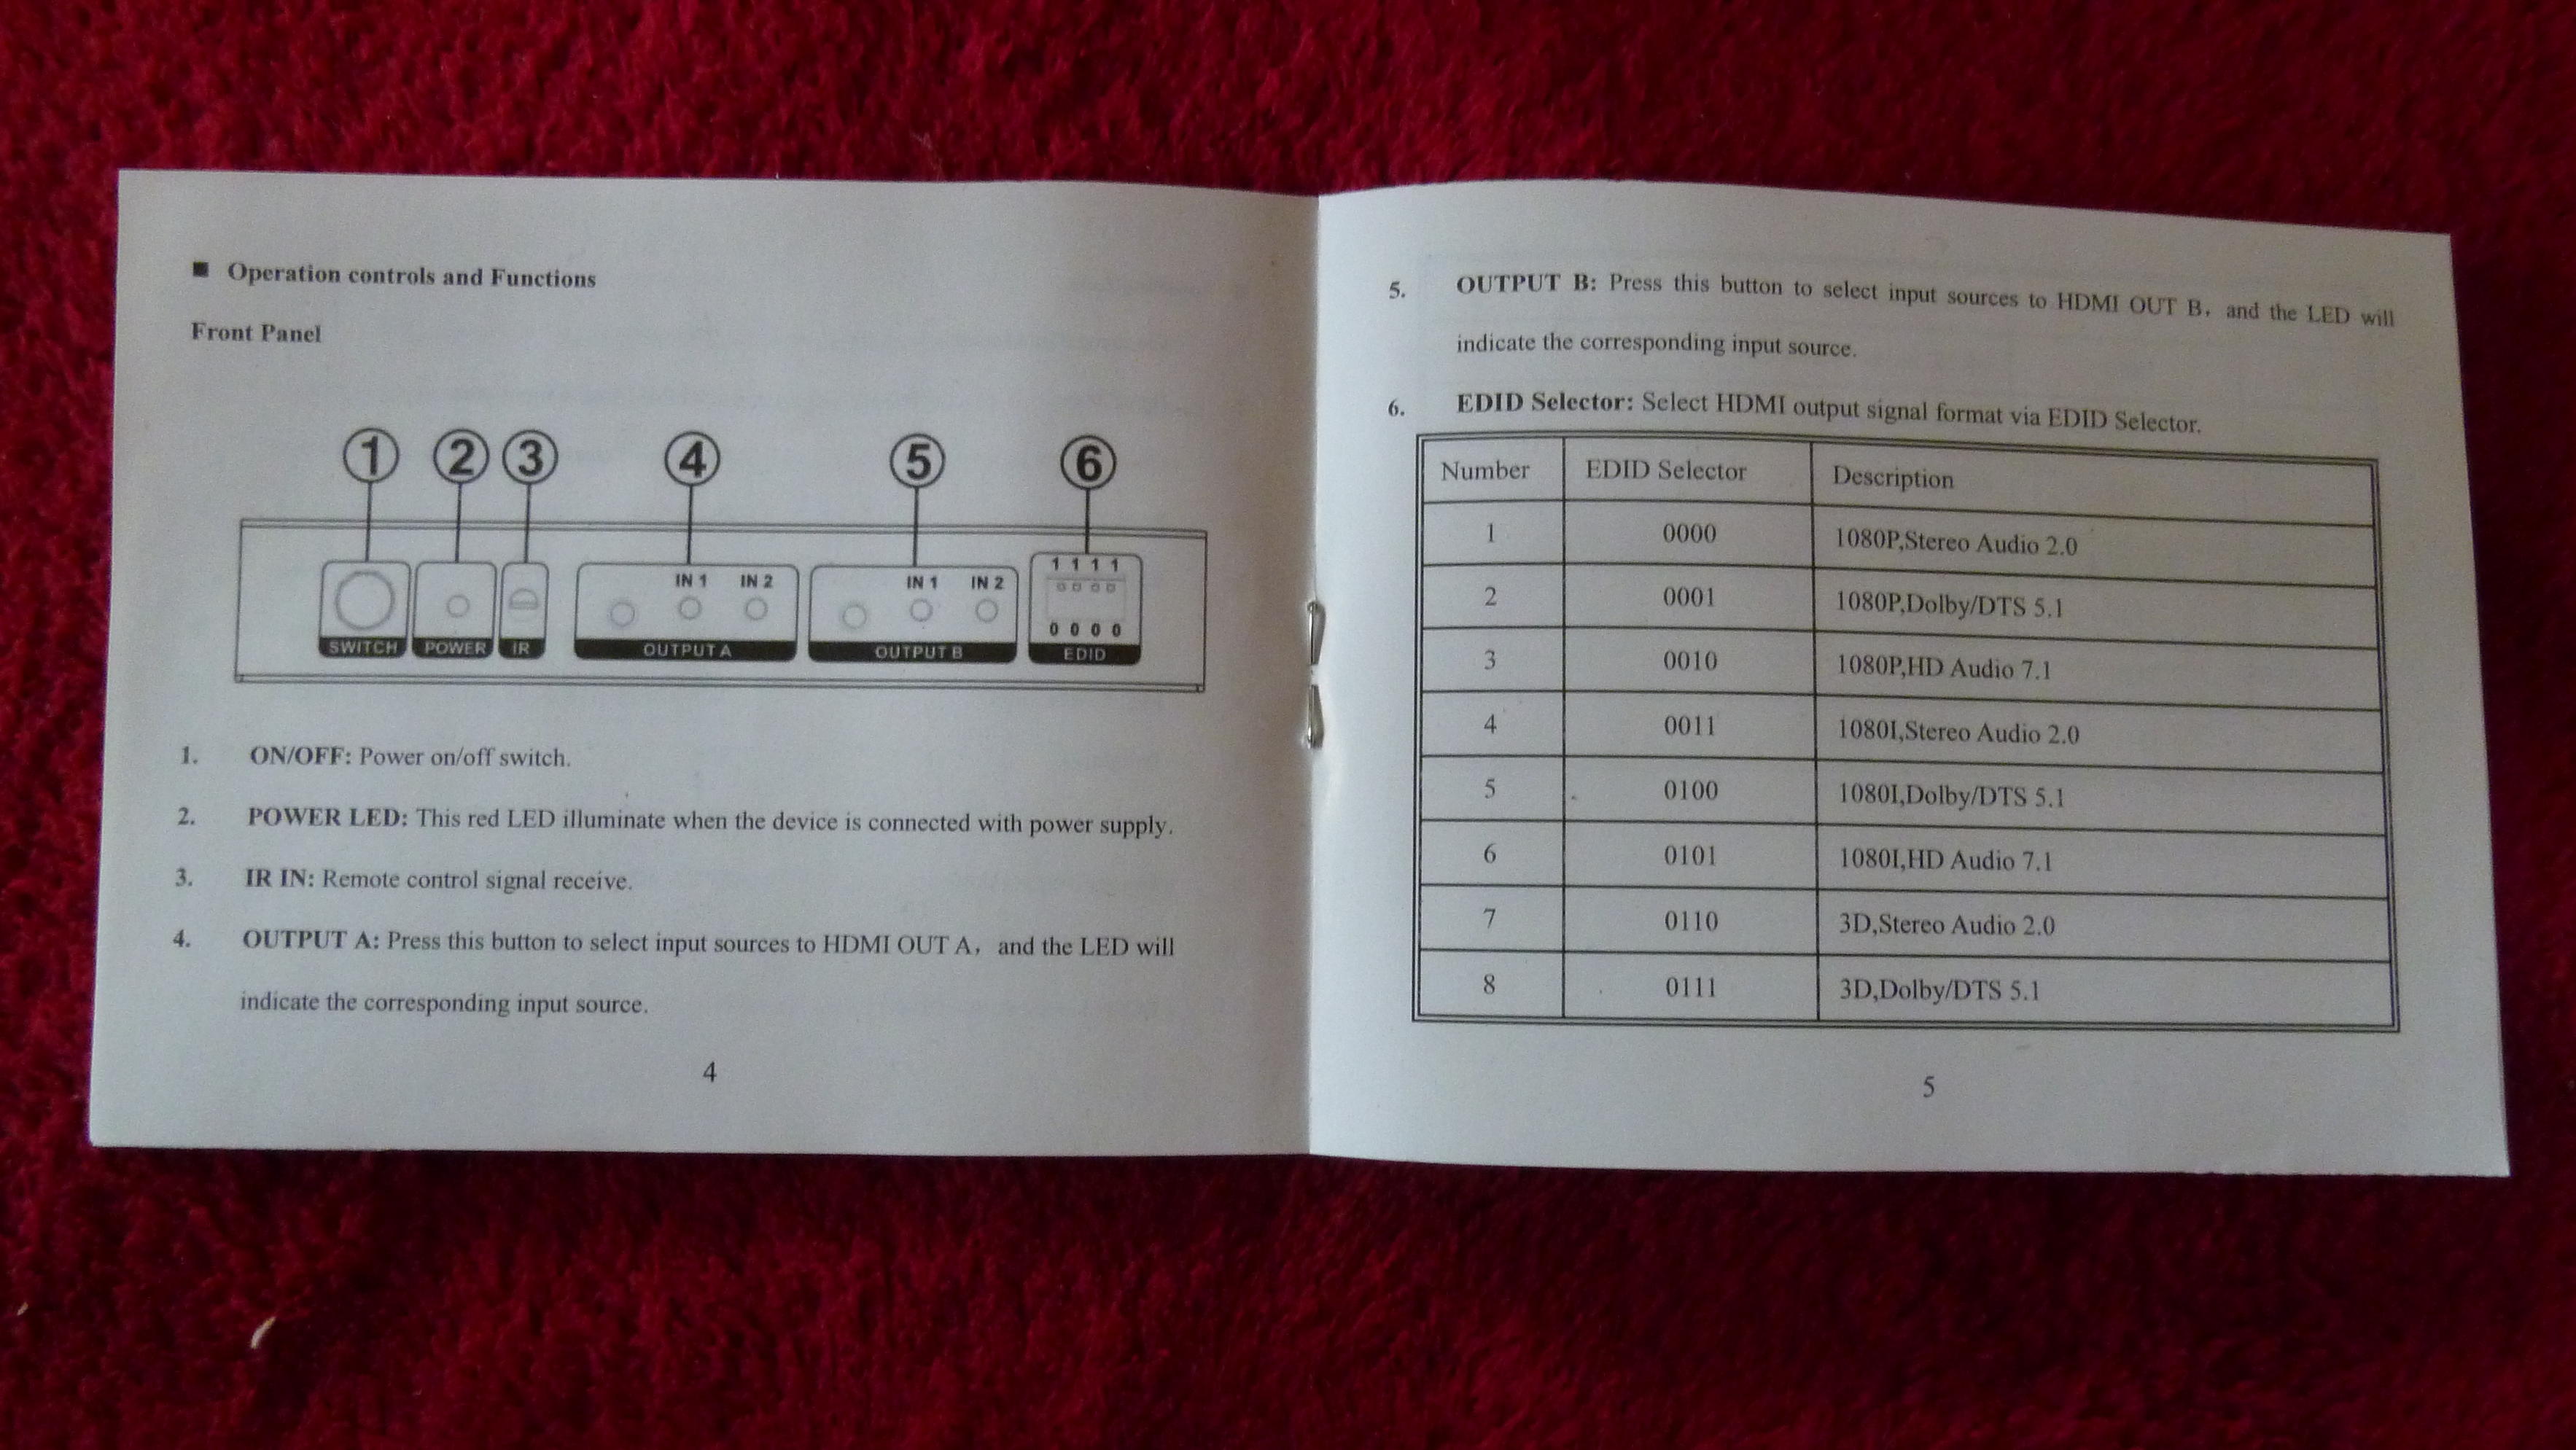 ■ Operation controls and Functions
Front Panel
1 2 3 4 5 6
IN 1 IN 2 IN 1 IN 2 1 1 1 1
0 0 0 0
SWITCH POWER IR OUTPUT A OUTPUT B EDID
1. ON/OFF: Power on/off switch.
2. POWER LED: This red LED illuminate when the device is connected with power supply.
3. IR IN: Remote control signal receive.
4. OUTPUT A: Press this button to select input sources to HDMI OUT A, and the LED will
indicate the corresponding input source.
4
5. OUTPUT B: Press this button to select input sources to HDMI OUT B, and the LED will
indicate the corresponding input source.
6. EDID Selector: Select HDMI output signal format via EDID Selector.
Number EDID Selector Description
1 0000 1080P,Stereo Audio 2.0
2 0001 1080P,Dolby/DTS 5.1
3 0010 1080P,HD Audio 7.1
4 0011 1080I,Stereo Audio 2.0
5 0100 1080I,Dolby/DTS 5.1
6 0101 1080I,HD Audio 7.1
7 0110 3D,Stereo Audio 2.0
8 0111 3D,Dolby/DTS 5.1
5